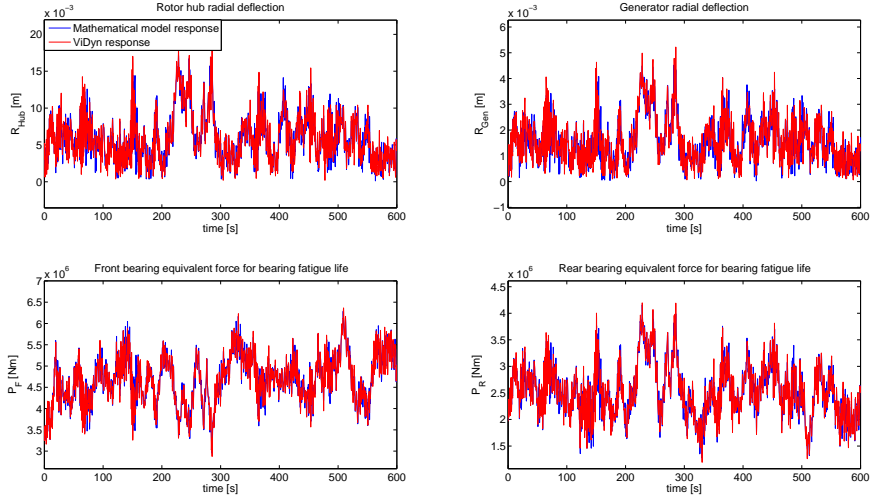 Rotor hub radial deflection
x 10⁻³
20
15
10
5
0
R_Hub [m]
Mathematical model response
ViDyn response
0 100 200 300 400 500 600
time [s]
Generator radial deflection
x 10⁻³
6
5
4
3
2
1
0
−1
R_Gen [m]
0 100 200 300 400 500 600
time [s]
Front bearing equivalent force for bearing fatigue life
x 10⁶
7
6.5
6
5.5
5
4.5
4
3.5
3
P_F [Nm]
0 100 200 300 400 500 600
time [s]
Rear bearing equivalent force for bearing fatigue life
x 10⁶
4.5
4
3.5
3
2.5
2
1.5
P_R [Nm]
0 100 200 300 400 500 600
time [s]